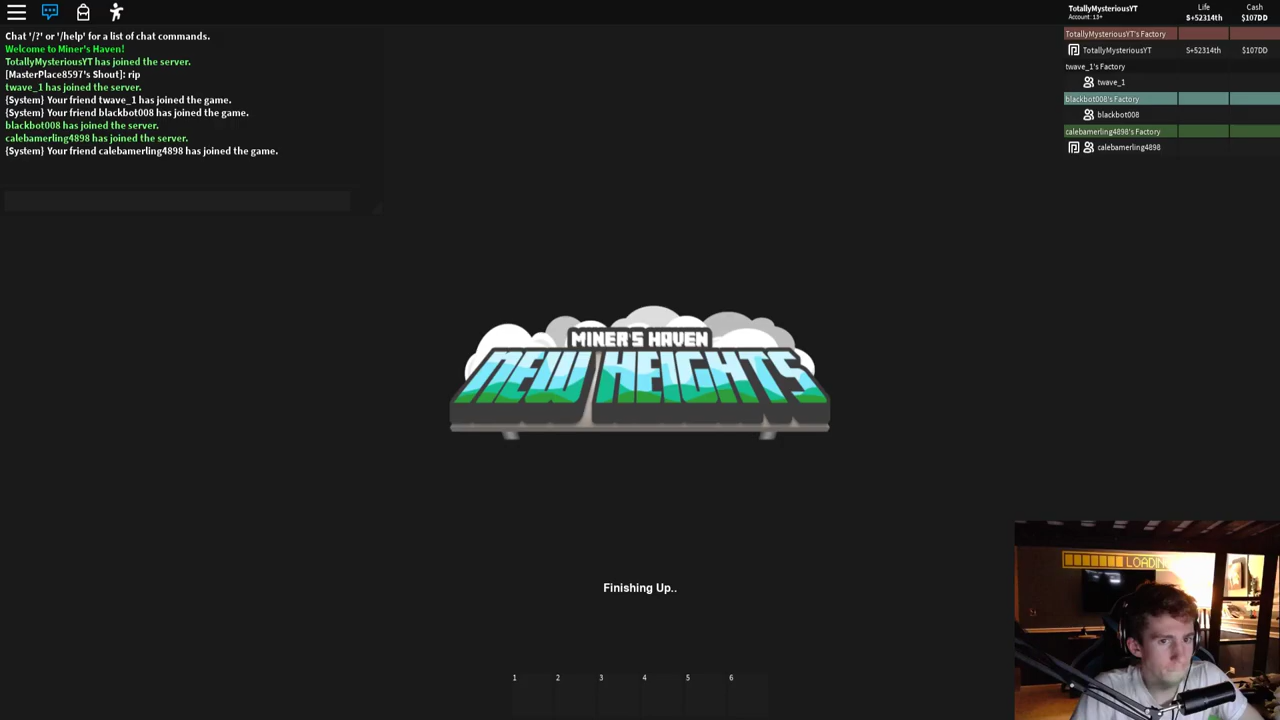 Chat '/?' or '/help' for a list of chat commands.
Welcome to Miner's Haven!
TotallyMysteriousYT has joined the server.
[MasterPlace8597's Shout]: rip
twave_1 has joined the server.
{System} Your friend twave_1 has joined the game.
{System} Your friend blackbot008 has joined the game.
blackbot008 has joined the server.
calebamerling4898 has joined the server.
{System} Your friend calebamerling4898 has joined the game.
TotallyMysteriousYT Life Cash
Account: 13+ S+52314th $107DD
TotallyMysteriousYT's Factory
TotallyMysteriousYT S+52314th $107DD
twave_1's Factory
twave_1
blackbot008's Factory
blackbot008
calebamerling4898's Factory
calebamerling4898
MINER'S HAVEN
NEW HEIGHTS
Finishing Up..
LOADIN
1 2 3 4 5 6